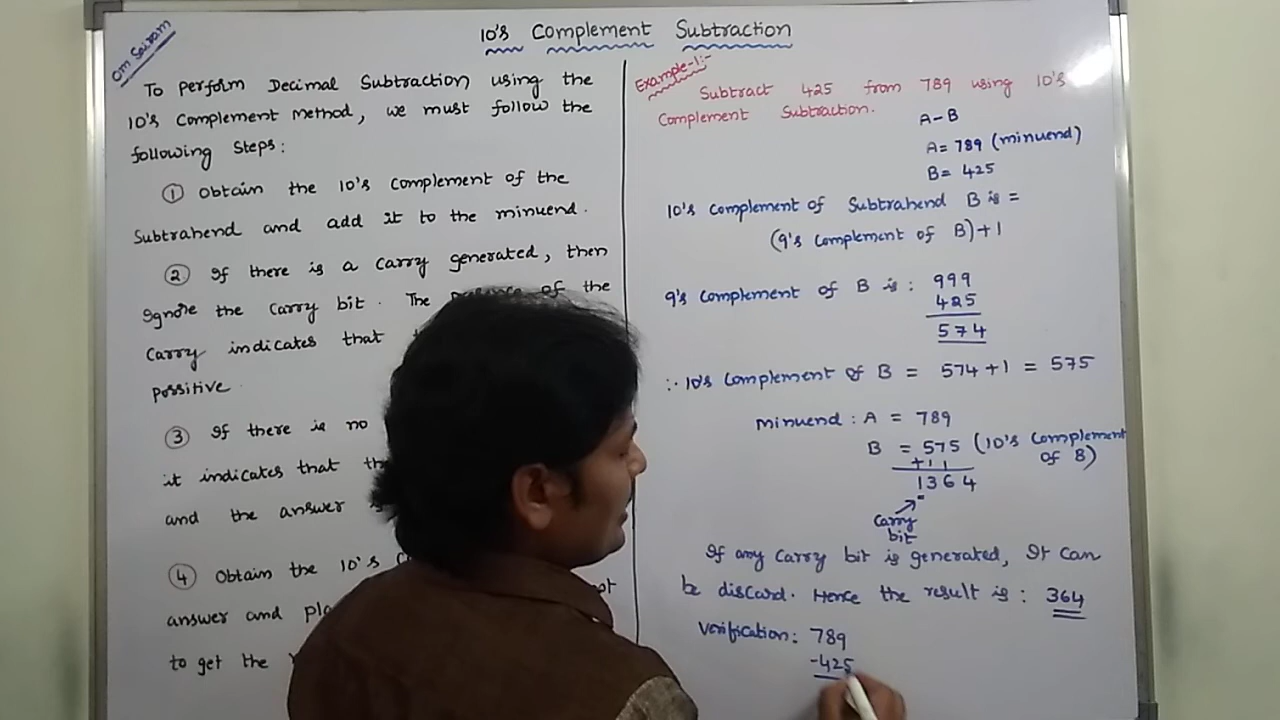 Om Sairam
10's Complement Subtraction
To perform Decimal Subtraction using the
10's Complement Method, we must follow the
following Steps:
① Obtain the 10's complement of the
Subtrahend and add it to the minuend.
② If there is a carry generated, then
Ignore the carry bit. The of the
Carry indicates that
possitive.
③ If there is no
it indicates that
and the answer
④ Obtain the 10's
answer and
to get the
Example-1:-
Subtract 425 from 789 using 10's
Complement Subtraction.
A-B
A= 789 (minuend)
B= 425
10's complement of Subtrahend B is =
(9's complement of B)+1
9's complement of B is : 999
425
574
∴ 10's complement of B = 574+1 = 575
minuend : A = 789
B = 575 (10's complement
of B)
+11
1364
Carry
bit
If any carry bit is generated, It can
be discard. Hence the result is : 364
Verification: 789
-425